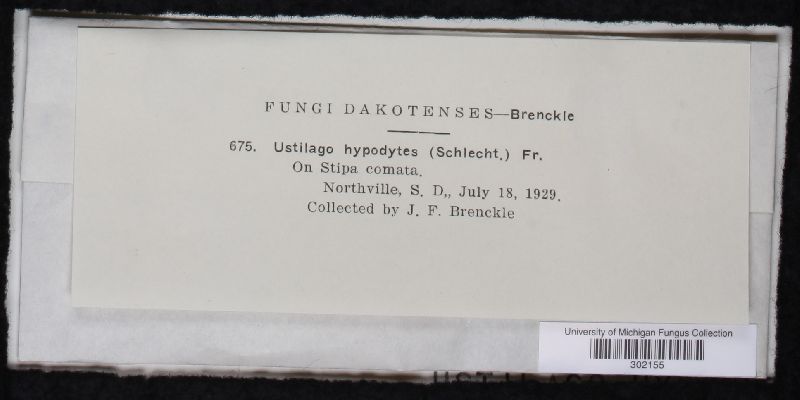 FUNGI DAKOTENSES—Brenckle
675. Ustilago hypodytes (Schlecht.) Fr.
On Stipa comata.
Northville, S. D,, July 18, 1929.
Collected by J. F. Brenckle
University of Michigan Fungus Collection
302155